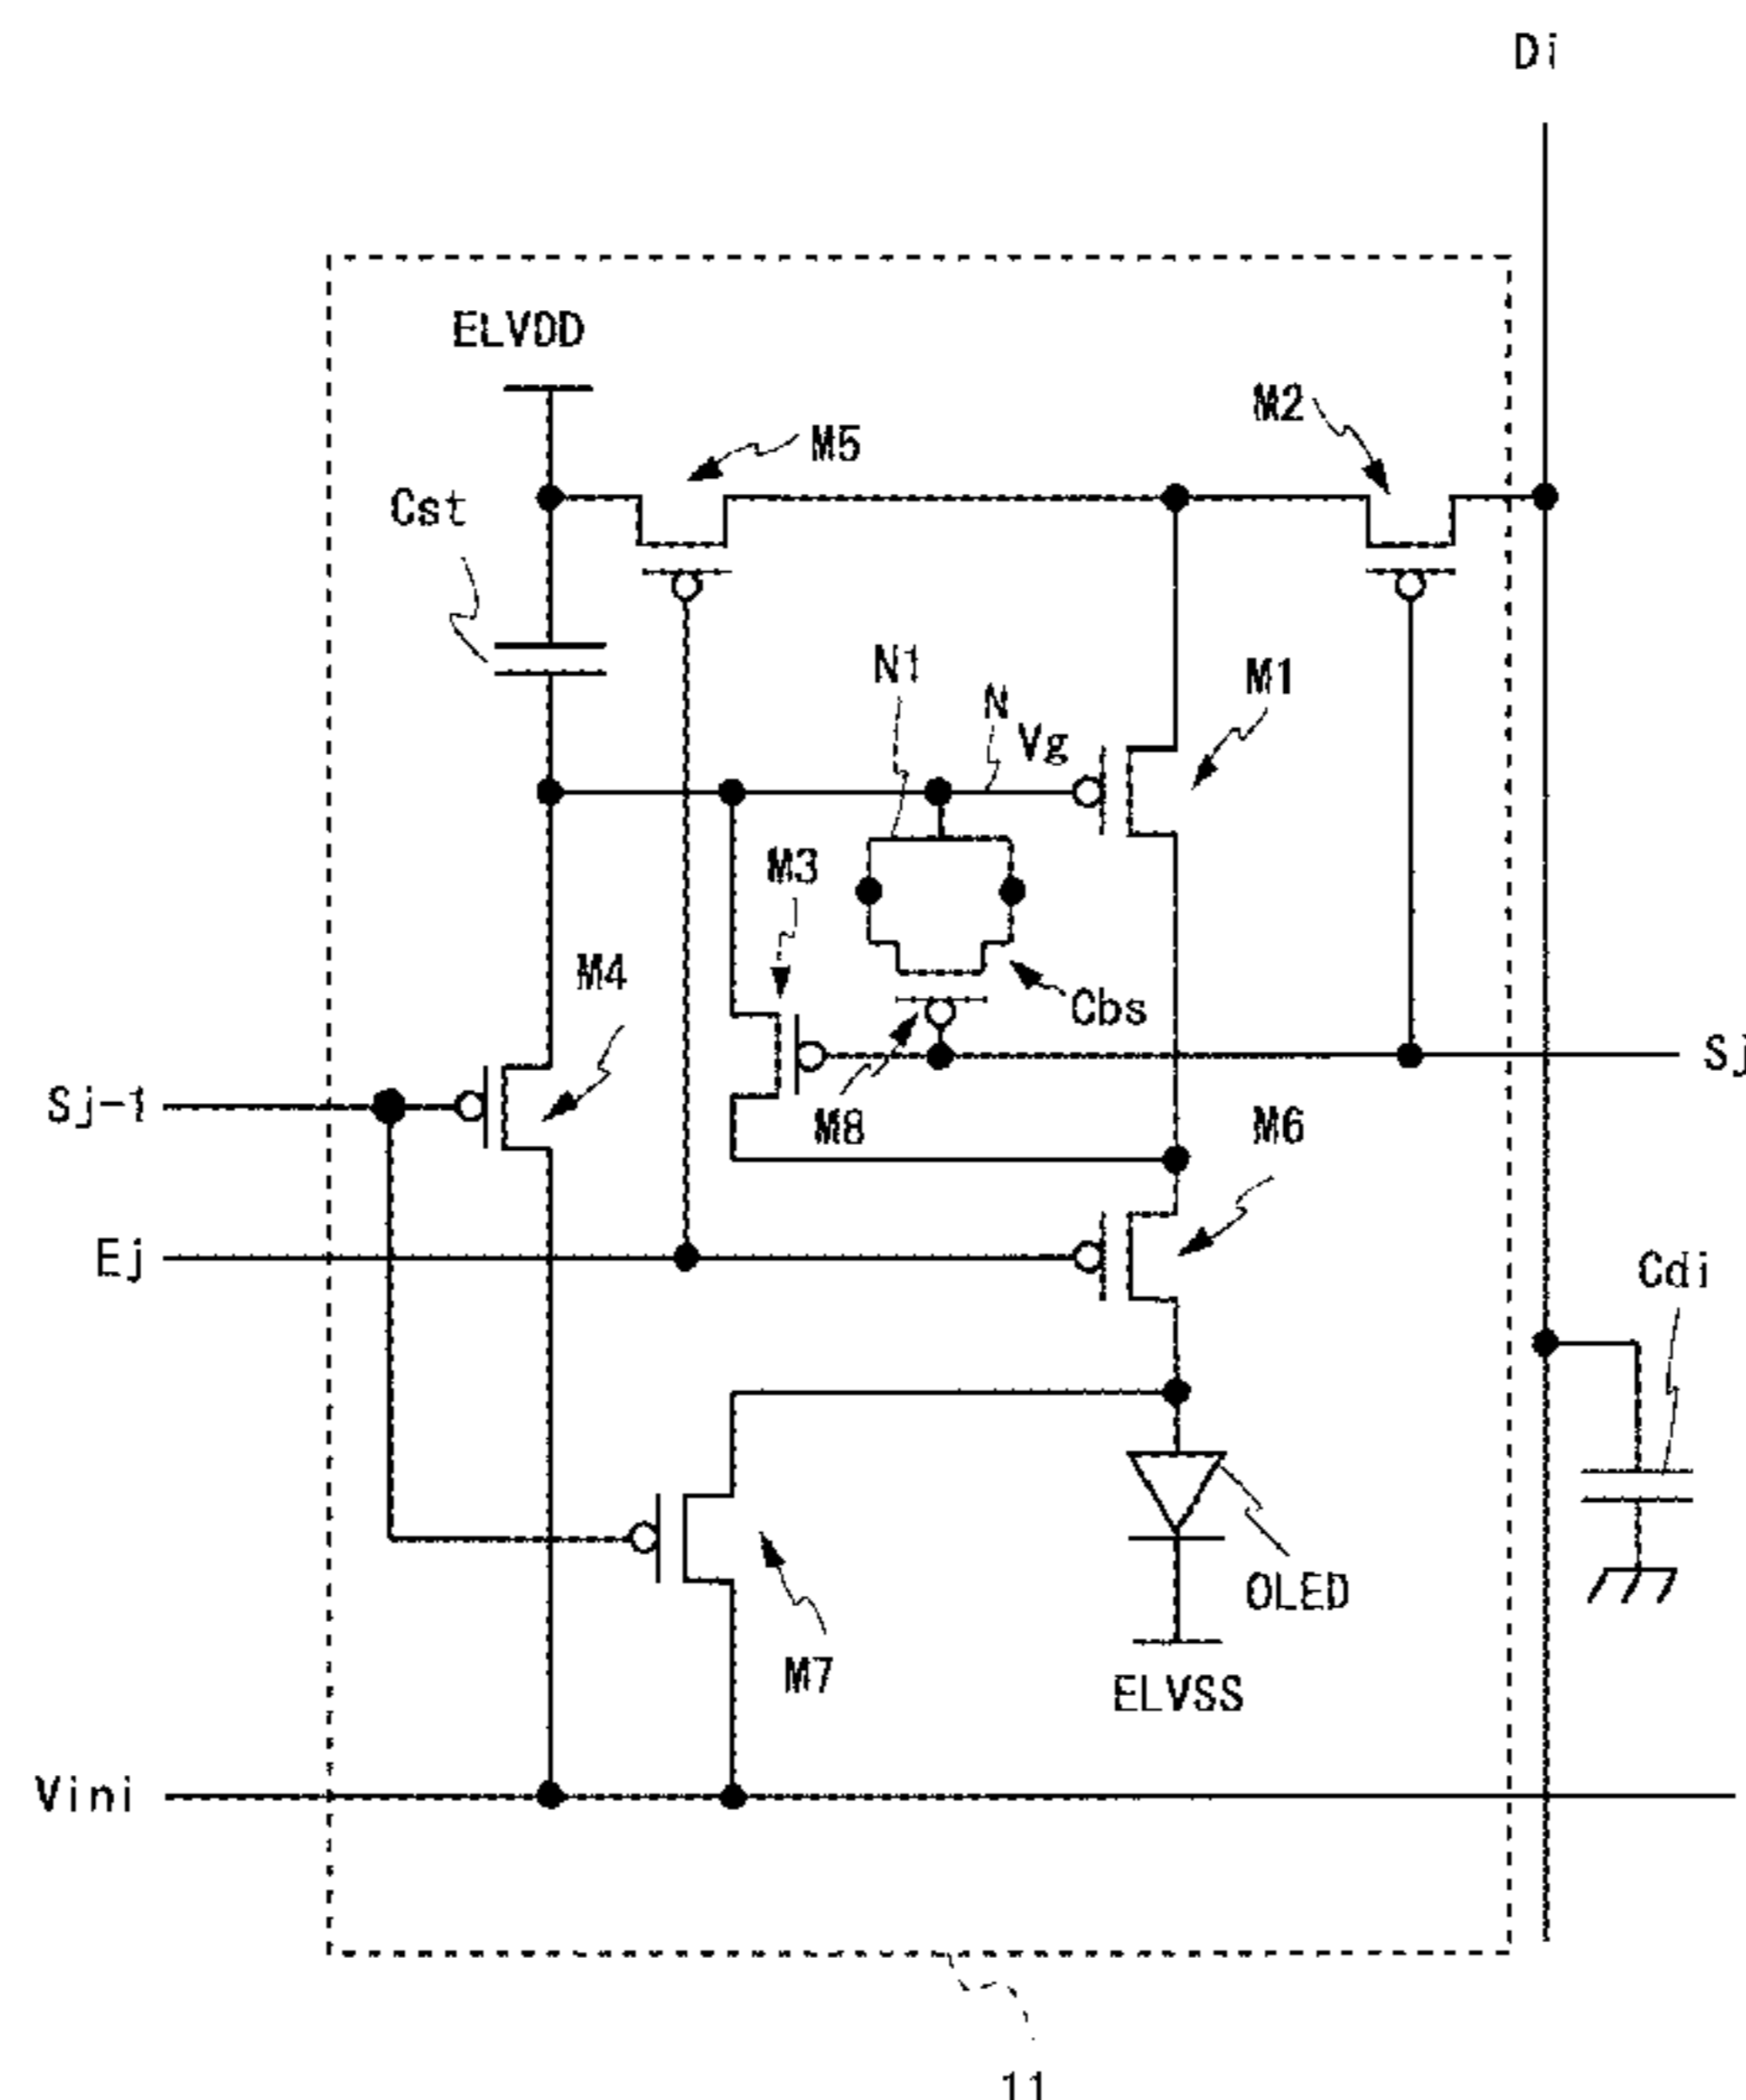 Di
ELVDD
M2
M5
Cst
N1
N
M1
Vg
M3
M4
Cbs
Sj
Sj-1
M8
M6
Ej
Cdi
OLED
M7
ELVSS
Vini
11